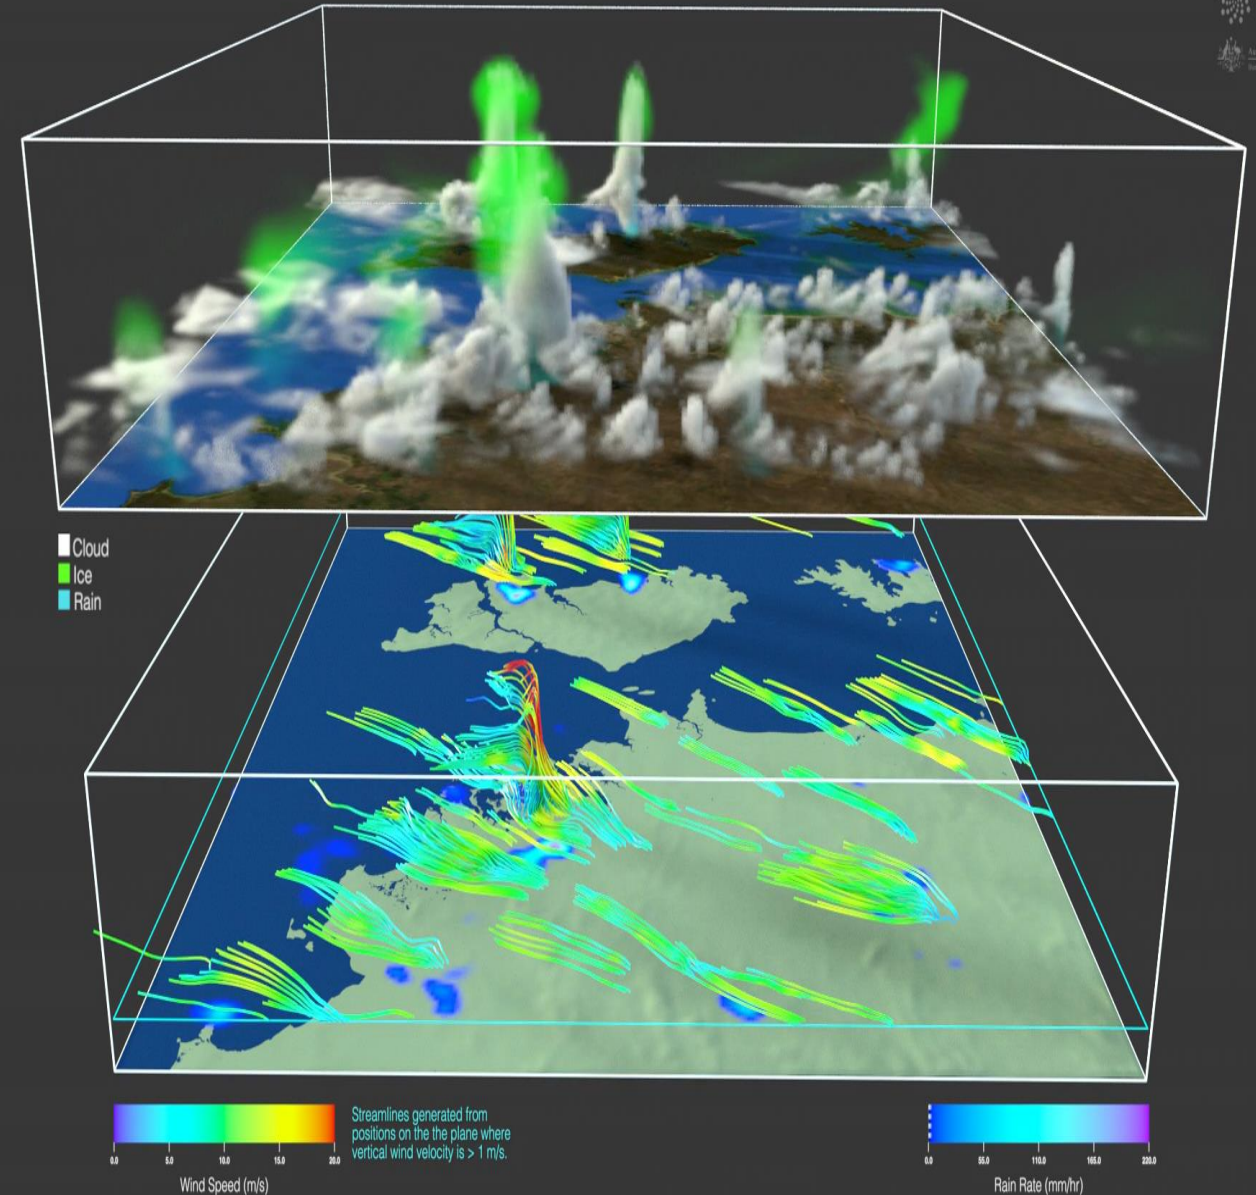 Cloud
Ice
Rain
Streamlines generated from
positions on the the plane where
vertical wind velocity is > 1 m/s.
0.0 5.0 10.0 15.0 20.0
Wind Speed (m/s)
0.0 55.0 110.0 165.0 220.0
Rain Rate (mm/hr)